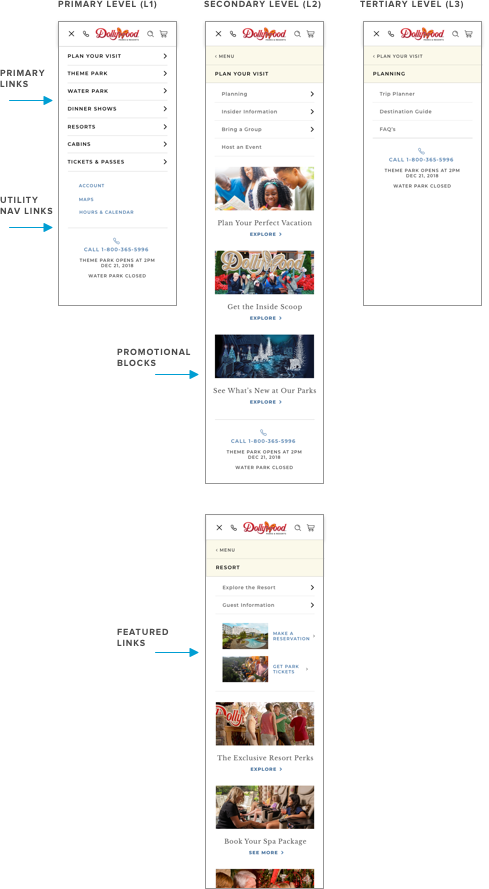 PRIMARY LEVEL (L1)
SECONDARY LEVEL (L2)
TERTIARY LEVEL (L3)
PRIMARY
LINKS
UTILITY
NAV LINKS
Dollywood
PLAN YOUR VISIT
THEME PARK
WATER PARK
DINNER SHOWS
RESORTS
CABINS
TICKETS & PASSES
ACCOUNT
MAPS
HOURS & CALENDAR
CALL 1-800-365-5996
THEME PARK OPENS AT 2PM
DEC 21, 2018
WATER PARK CLOSED
Dollywood
‹ MENU
PLAN YOUR VISIT
Planning
Insider Information
Bring a Group
Host an Event
Plan Your Perfect Vacation
EXPLORE >
Dollywood
Get the Inside Scoop
EXPLORE >
PROMOTIONAL
BLOCKS
See What's New at Our Parks
EXPLORE >
CALL 1-800-365-5996
THEME PARK OPENS AT 2PM
DEC 21, 2018
WATER PARK CLOSED
Dollywood
‹ PLAN YOUR VISIT
PLANNING
Trip Planner
Destination Guide
FAQ's
CALL 1-800-365-5996
THEME PARK OPENS AT 2PM
DEC 21, 2018
WATER PARK CLOSED
Dollywood
‹ MENU
RESORT
Explore the Resort
Guest Information
FEATURED
LINKS
MAKE A
RESERVATION >
GET PARK
TICKETS >
Dolly
The Exclusive Resort Perks
EXPLORE >
Book Your Spa Package
SEE MORE >